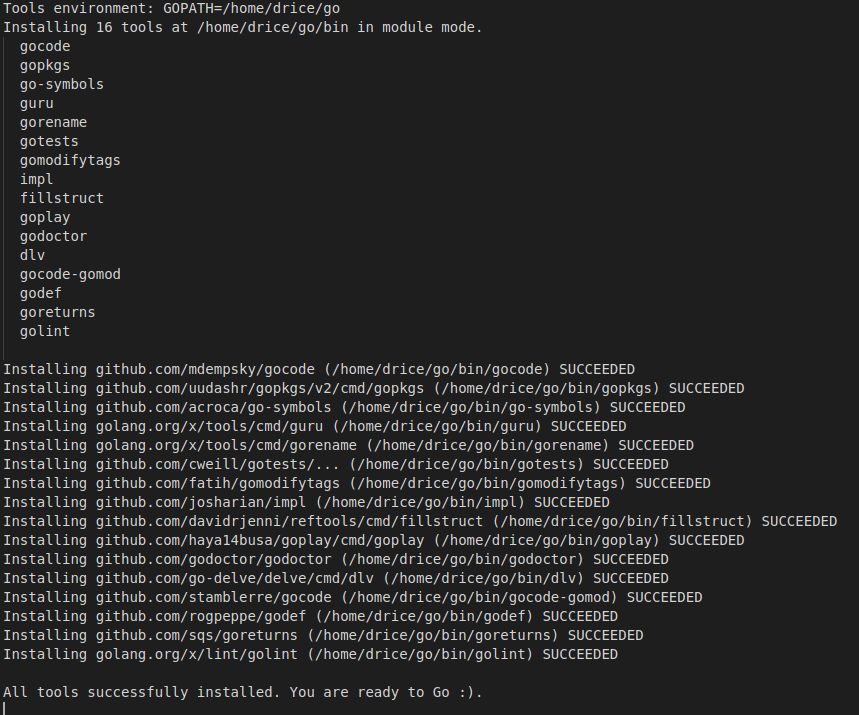 Tools environment: GOPATH=/home/drice/go
Installing 16 tools at /home/drice/go/bin in module mode.
gocode
gopkgs
go-symbols
guru
gorename
gotests
gomodifytags
impl
fillstruct
goplay
godoctor
dlv
gocode-gomod
godef
goreturns
golint
Installing github.com/mdempsky/gocode (/home/drice/go/bin/gocode) SUCCEEDED
Installing github.com/uudashr/gopkgs/v2/cmd/gopkgs (/home/drice/go/bin/gopkgs) SUCCEEDED
Installing github.com/acroca/go-symbols (/home/drice/go/bin/go-symbols) SUCCEEDED
Installing golang.org/x/tools/cmd/guru (/home/drice/go/bin/guru) SUCCEEDED
Installing golang.org/x/tools/cmd/gorename (/home/drice/go/bin/gorename) SUCCEEDED
Installing github.com/cweill/gotests/... (/home/drice/go/bin/gotests) SUCCEEDED
Installing github.com/fatih/gomodifytags (/home/drice/go/bin/gomodifytags) SUCCEEDED
Installing github.com/josharian/impl (/home/drice/go/bin/impl) SUCCEEDED
Installing github.com/davidrjenni/reftools/cmd/fillstruct (/home/drice/go/bin/fillstruct) SUCCEEDED
Installing github.com/haya14busa/goplay/cmd/goplay (/home/drice/go/bin/goplay) SUCCEEDED
Installing github.com/godoctor/godoctor (/home/drice/go/bin/godoctor) SUCCEEDED
Installing github.com/go-delve/delve/cmd/dlv (/home/drice/go/bin/dlv) SUCCEEDED
Installing github.com/stamblerre/gocode (/home/drice/go/bin/gocode-gomod) SUCCEEDED
Installing github.com/rogpeppe/godef (/home/drice/go/bin/godef) SUCCEEDED
Installing github.com/sqs/goreturns (/home/drice/go/bin/goreturns) SUCCEEDED
Installing golang.org/x/lint/golint (/home/drice/go/bin/golint) SUCCEEDED
All tools successfully installed. You are ready to Go :).